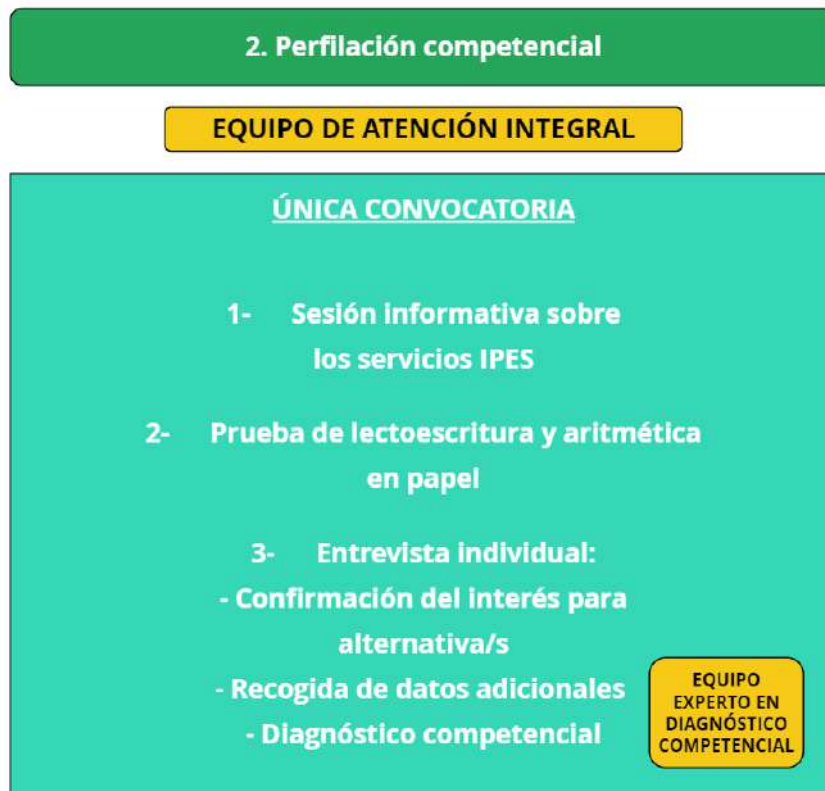 2. Perfilación competencial
EQUIPO DE ATENCIÓN INTEGRAL
ÚNICA CONVOCATORIA
1- Sesión informativa sobre
los servicios IPES
2- Prueba de lectoescritura y aritmética
en papel
3- Entrevista individual:
- Confirmación del interés para
alternativa/s
- Recogida de datos adicionales
- Diagnóstico competencial
EQUIPO
EXPERTO EN
DIAGNÓSTICO
COMPETENCIAL